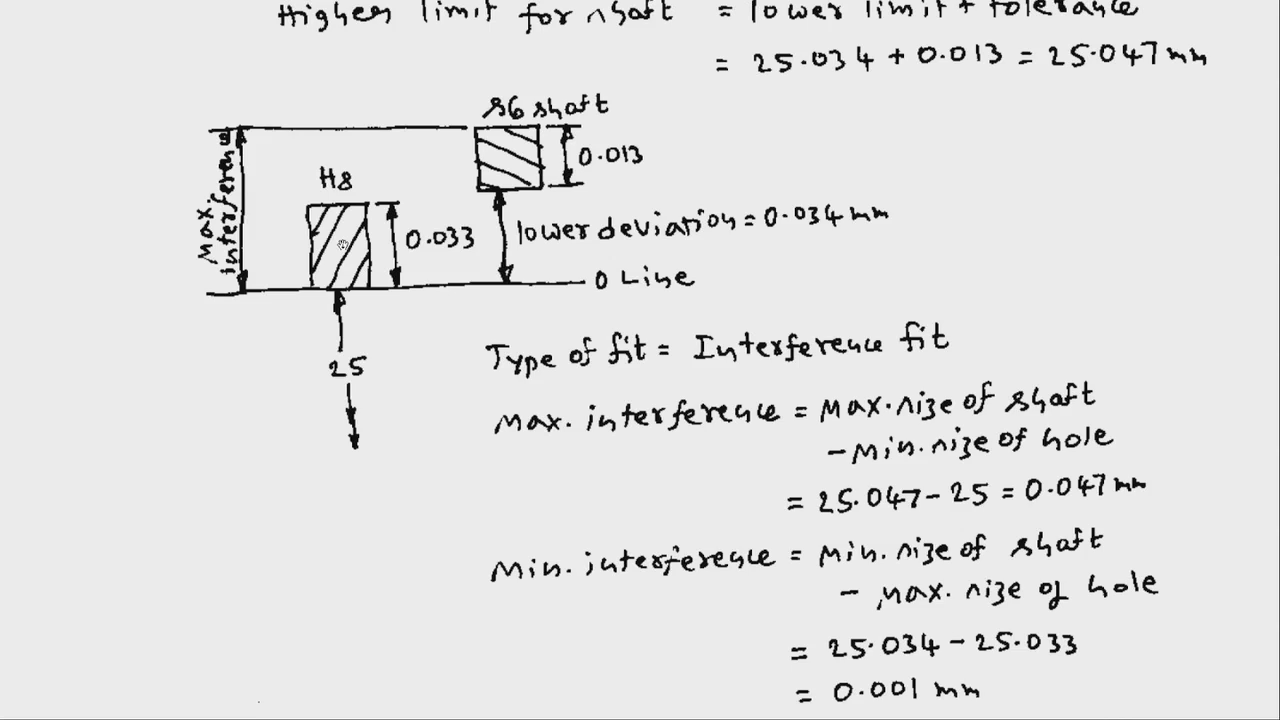 Higher limit for shaft = lower limit + tolerance
= 25.034 + 0.013 = 25.047 mm
s6 shaft
0.013
H8
Max. interference
0.033
lower deviation = 0.034 mm
0 Line
25
Type of fit = Interference fit
Max. interference = Max. size of shaft
- Min. size of hole
= 25.047 - 25 = 0.047 mm
Min. interference = Min. size of shaft
- Max. size of hole
= 25.034 - 25.033
= 0.001 mm